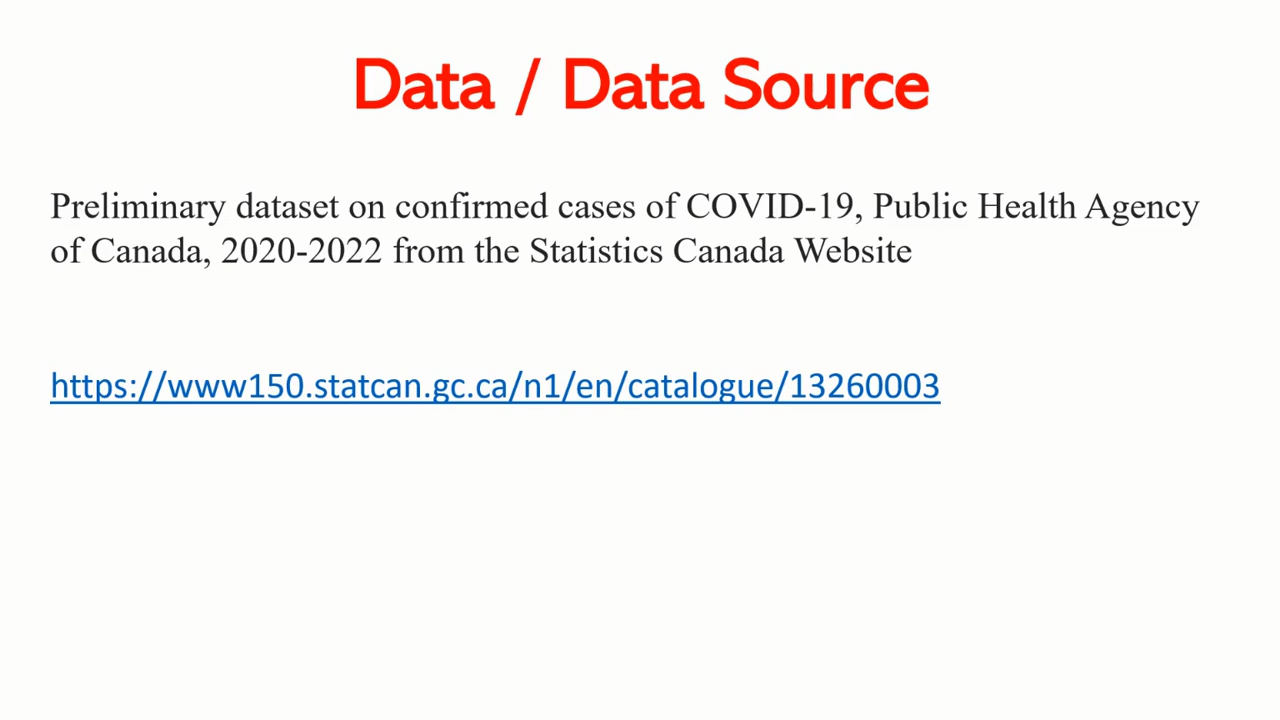 Data / Data Source
Preliminary dataset on confirmed cases of COVID-19, Public Health Agency
of Canada, 2020-2022 from the Statistics Canada Website
https://www150.statcan.gc.ca/n1/en/catalogue/13260003